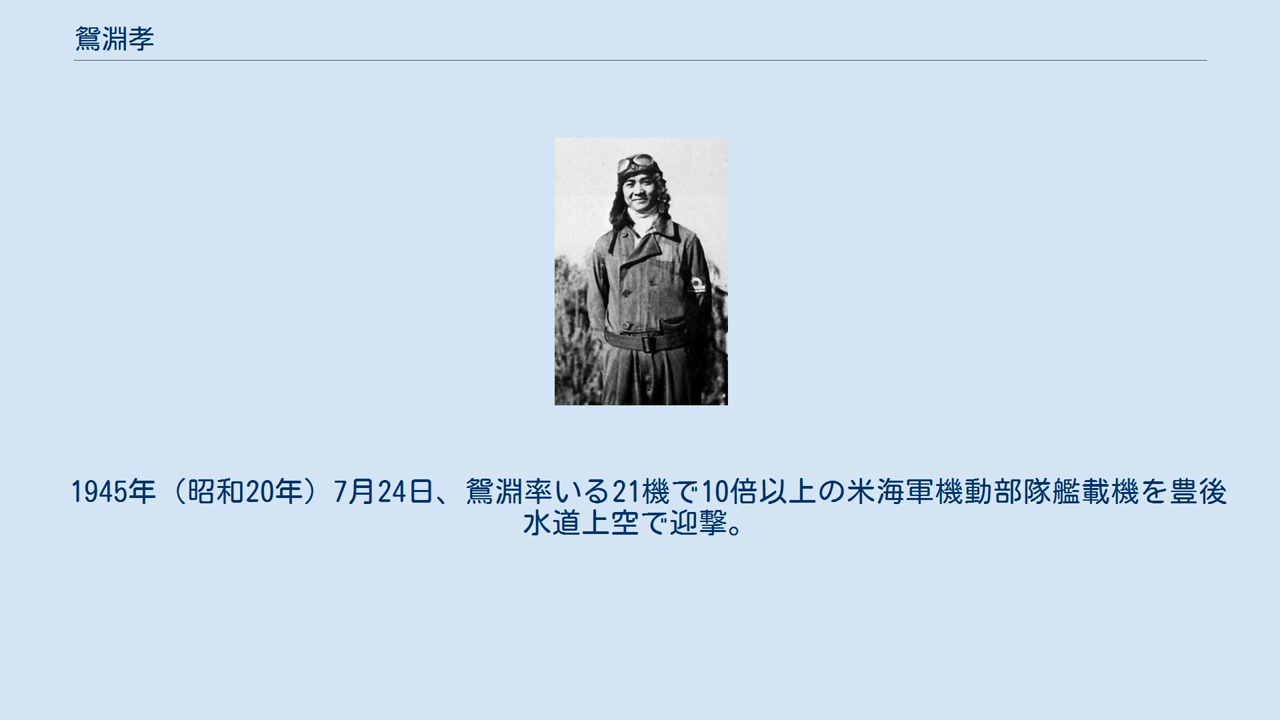 鴛淵孝
1945年（昭和20年）7月24日、鴛淵率いる21機で10倍以上の米海軍機動部隊艦載機を豊後
水道上空で迎撃。